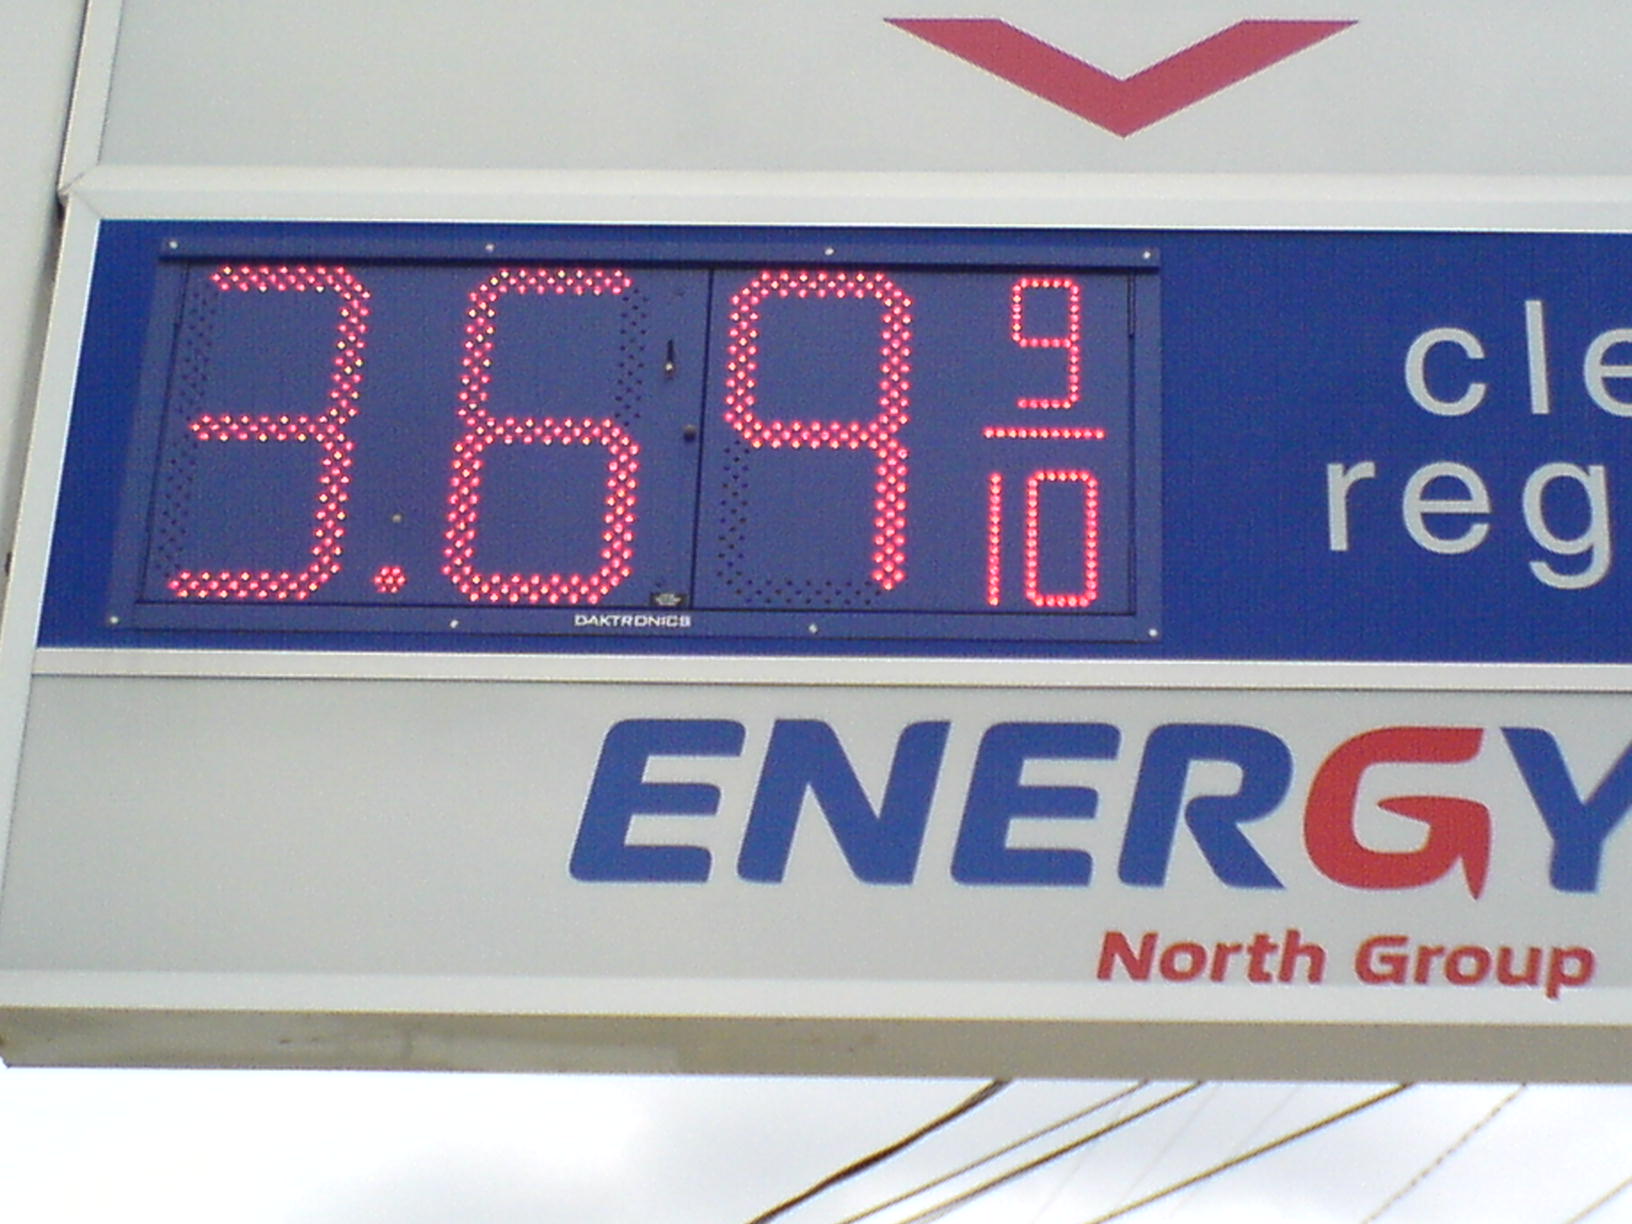 3.69 9/10
cle
reg
DAKTRONICS
ENERGY
North Group